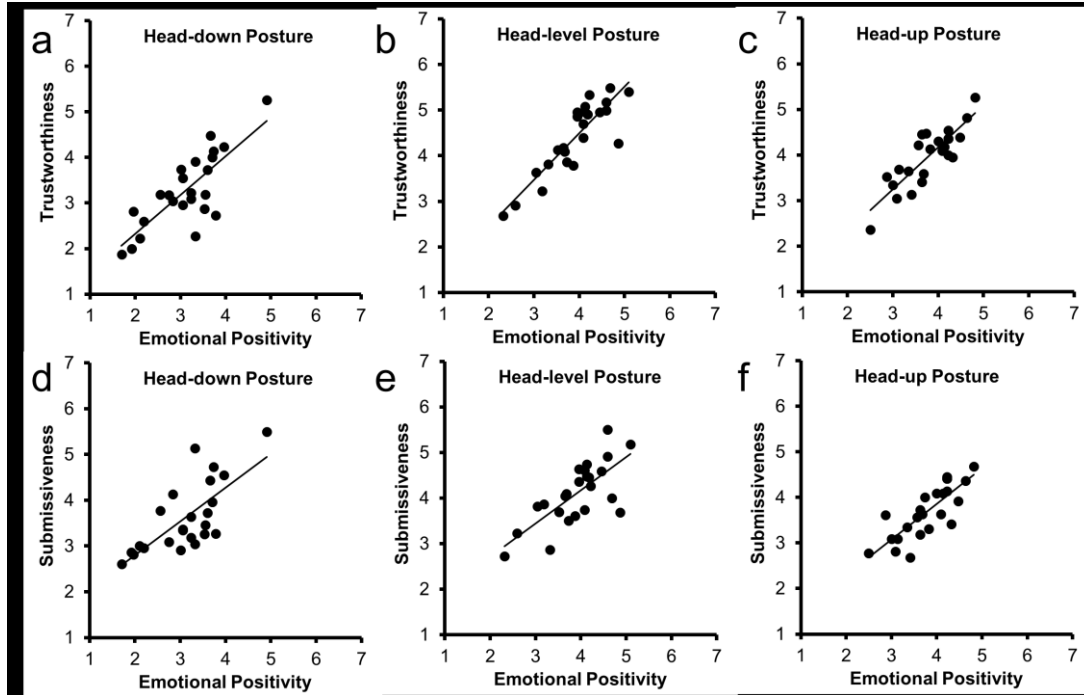 a
Head-down Posture
Trustworthiness
7
6
5
4
3
2
1
1 2 3 4 5 6 7
Emotional Positivity
b
Head-level Posture
Trustworthiness
7
6
5
4
3
2
1
1 2 3 4 5 6 7
Emotional Positivity
c
Head-up Posture
Trustworthiness
7
6
5
4
3
2
1
1 2 3 4 5 6 7
Emotional Positivity
d
Head-down Posture
Submissiveness
7
6
5
4
3
2
1
1 2 3 4 5 6 7
Emotional Positivity
e
Head-level Posture
Submissiveness
7
6
5
4
3
2
1
1 2 3 4 5 6 7
Emotional Positivity
f
Head-up Posture
Submissiveness
7
6
5
4
3
2
1
1 2 3 4 5 6 7
Emotional Positivity